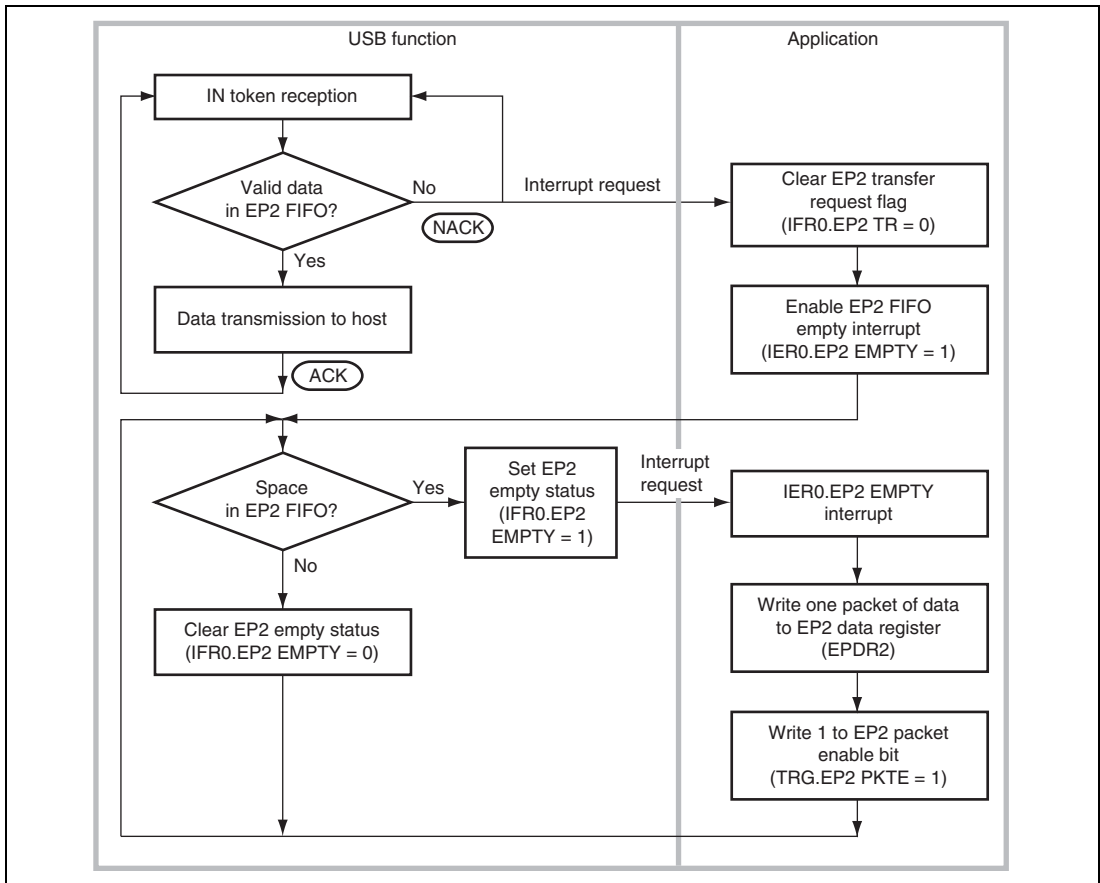 USB function
Application
IN token reception
Valid data
in EP2 FIFO?
No
NACK
Interrupt request
Clear EP2 transfer
request flag
(IFR0.EP2 TR = 0)
Yes
Data transmission to host
ACK
Enable EP2 FIFO
empty interrupt
(IER0.EP2 EMPTY = 1)
Space
in EP2 FIFO?
Yes
Set EP2
empty status
(IFR0.EP2
EMPTY = 1)
Interrupt
request
IER0.EP2 EMPTY
interrupt
No
Clear EP2 empty status
(IFR0.EP2 EMPTY = 0)
Write one packet of data
to EP2 data register
(EPDR2)
Write 1 to EP2 packet
enable bit
(TRG.EP2 PKTE = 1)